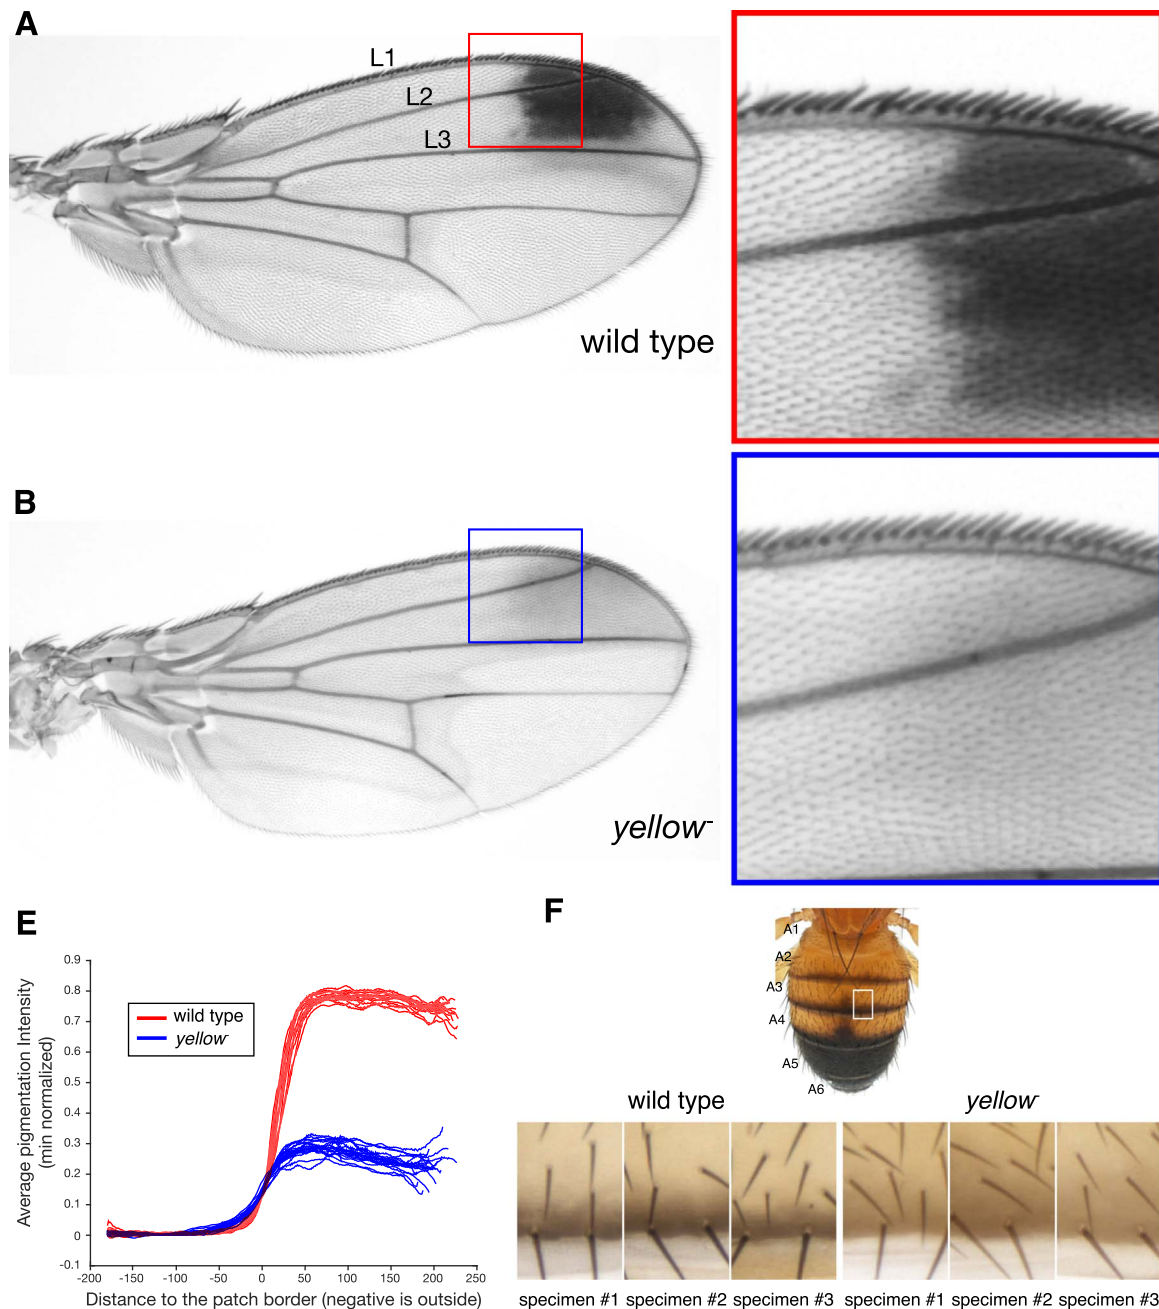 A
L1
L2
L3
wild type
B
yellow-
E
0.9
0.8
0.7
0.6
0.5
0.4
0.3
0.2
0.1
0
-0.1
-200 -150 -100 -50 0 50 100 150 200 250
Average pigmentation Intensity
(min normalized)
Distance to the patch border (negative is outside)
wild type
yellow-
F
A1
A2
A3
A4
A5
A6
wild type yellow-
specimen #1 specimen #2 specimen #3 specimen #1 specimen #2 specimen #3